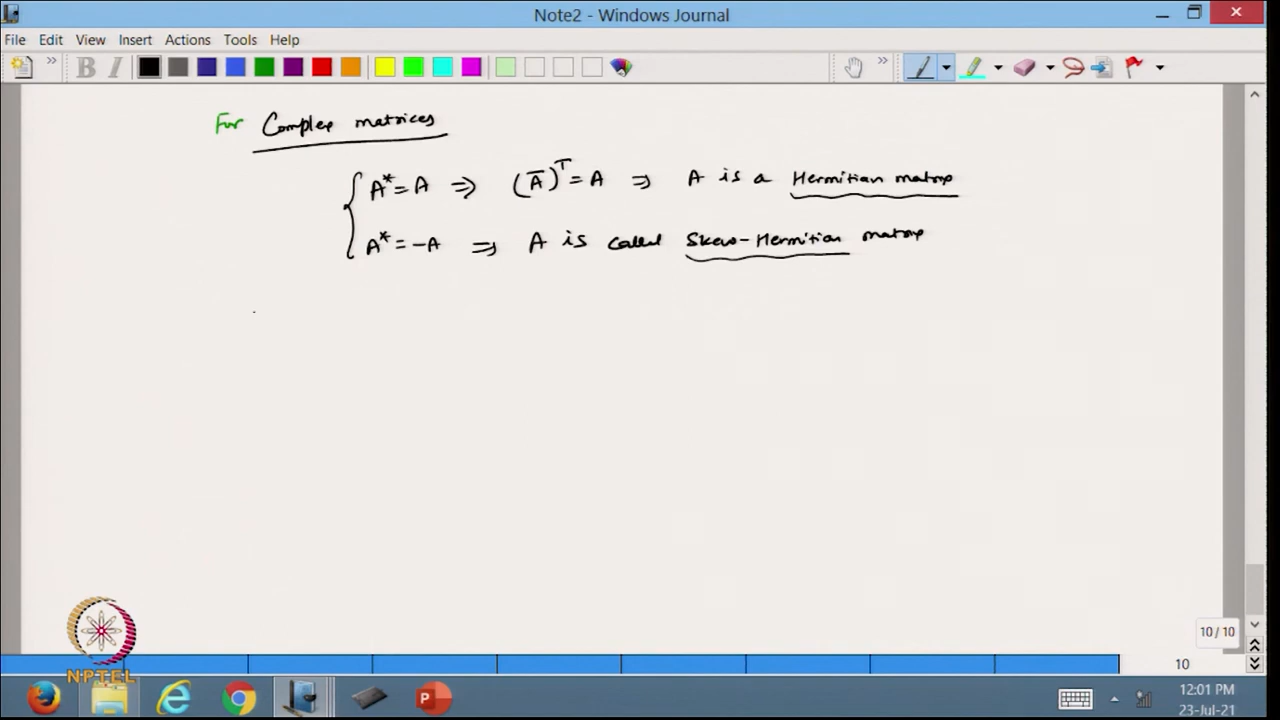 Note2 - Windows Journal
File Edit View Insert Actions Tools Help
B I
For Complex matrices
A* = A ⇒ (Ā)ᵀ = A ⇒ A is a Hermitian matrix
A* = -A ⇒ A is called Skew-Hermitian matrix
10 / 10
NPTEL
10
12:01 PM
23-Jul-21